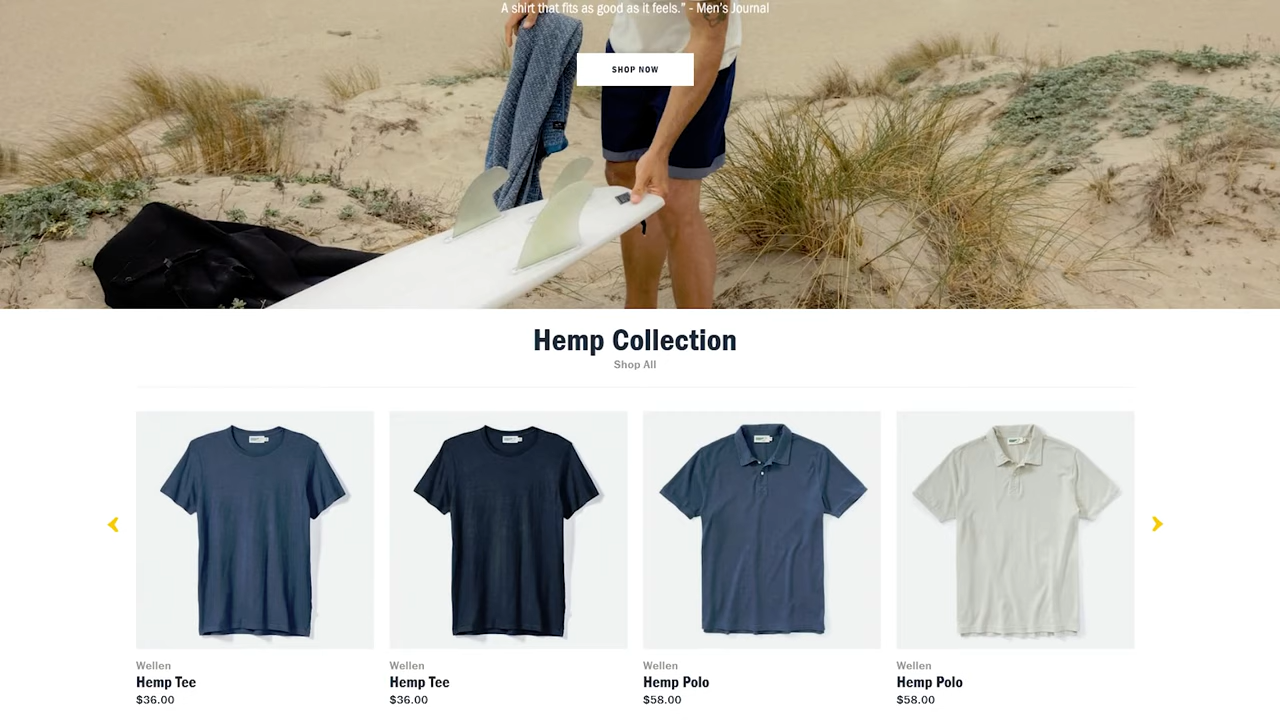 A shirt that fits as good as it feels." - Men's Journal
SHOP NOW
Hemp Collection
Shop All
Wellen
Hemp Tee
$36.00
Wellen
Hemp Tee
$36.00
Wellen
Hemp Polo
$58.00
Wellen
Hemp Polo
$58.00